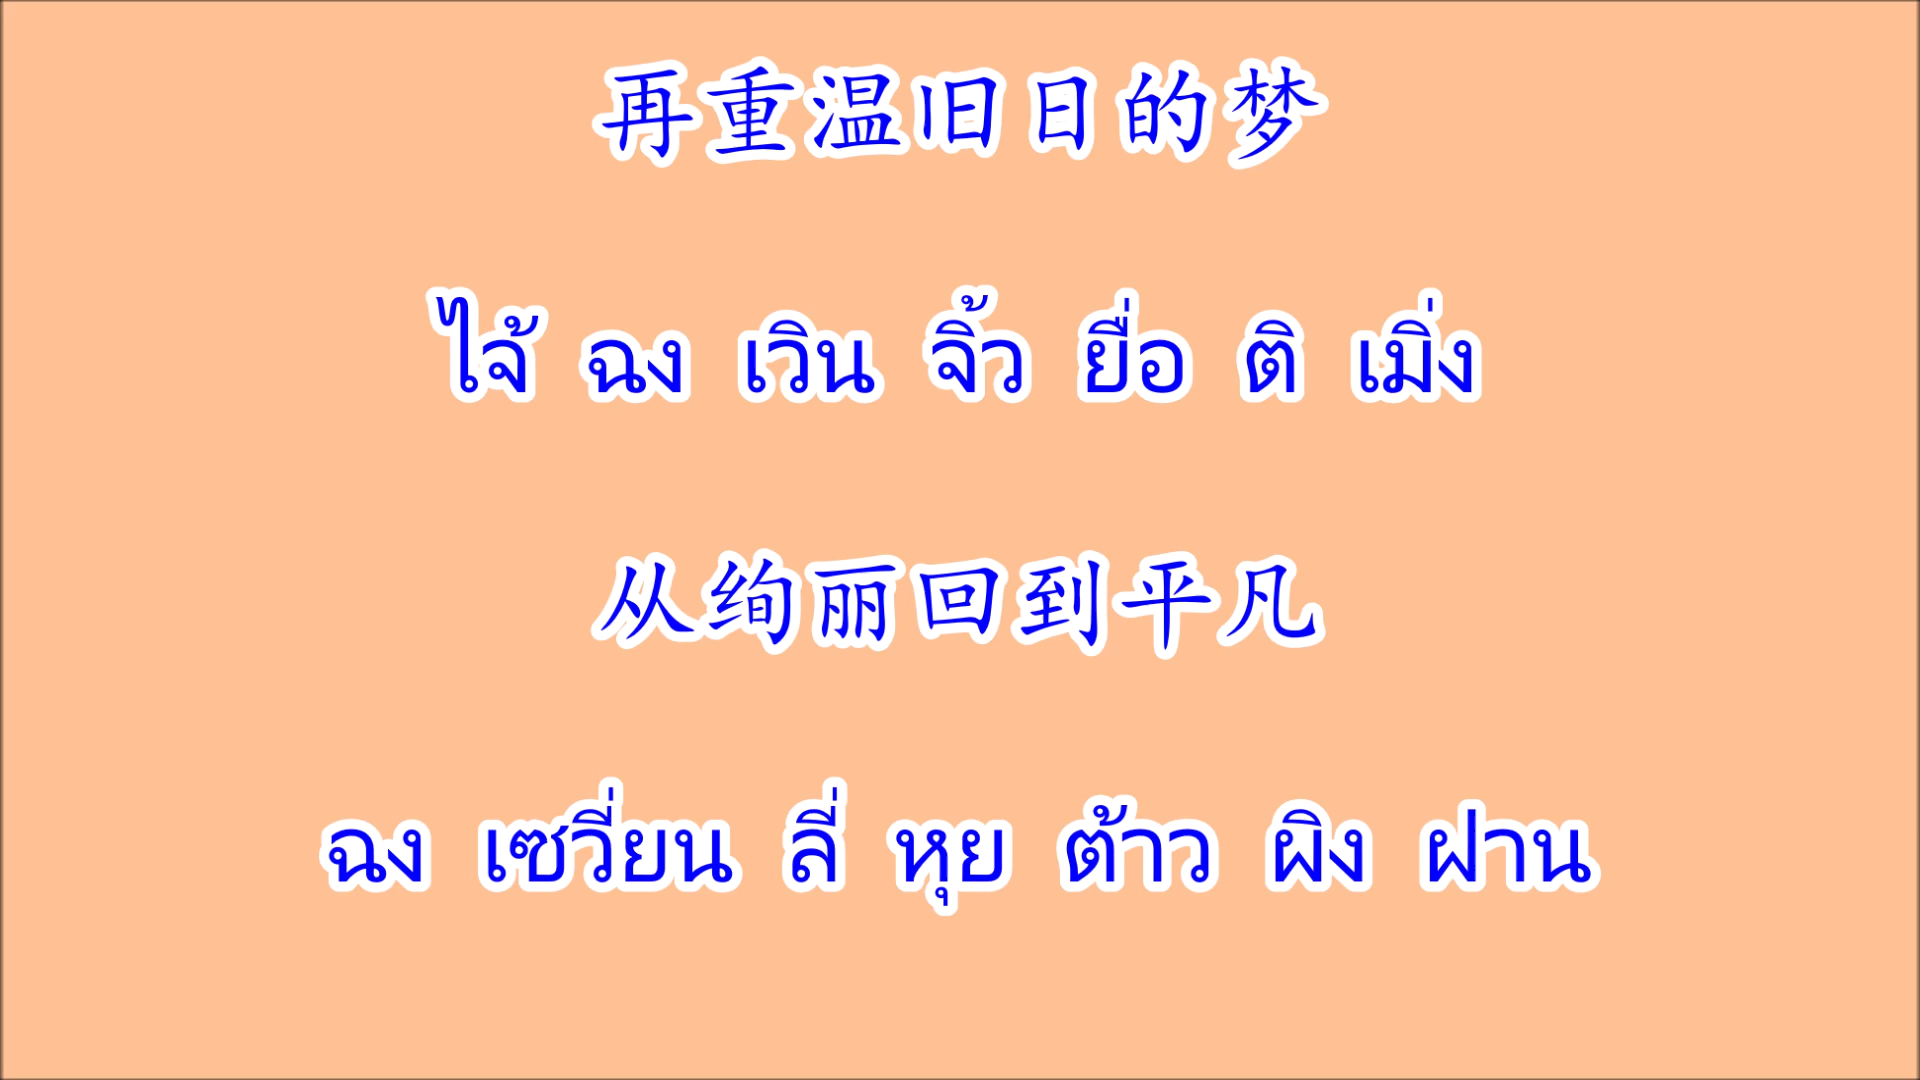 再重温旧日的梦
ไจ้ ฉง เวิน จิ้ว ยื่อ ติ เมิ่ง
从绚丽回到平凡
ฉง เซวี่ยน ลี่ หุย ต้าว ผิง ฝาน